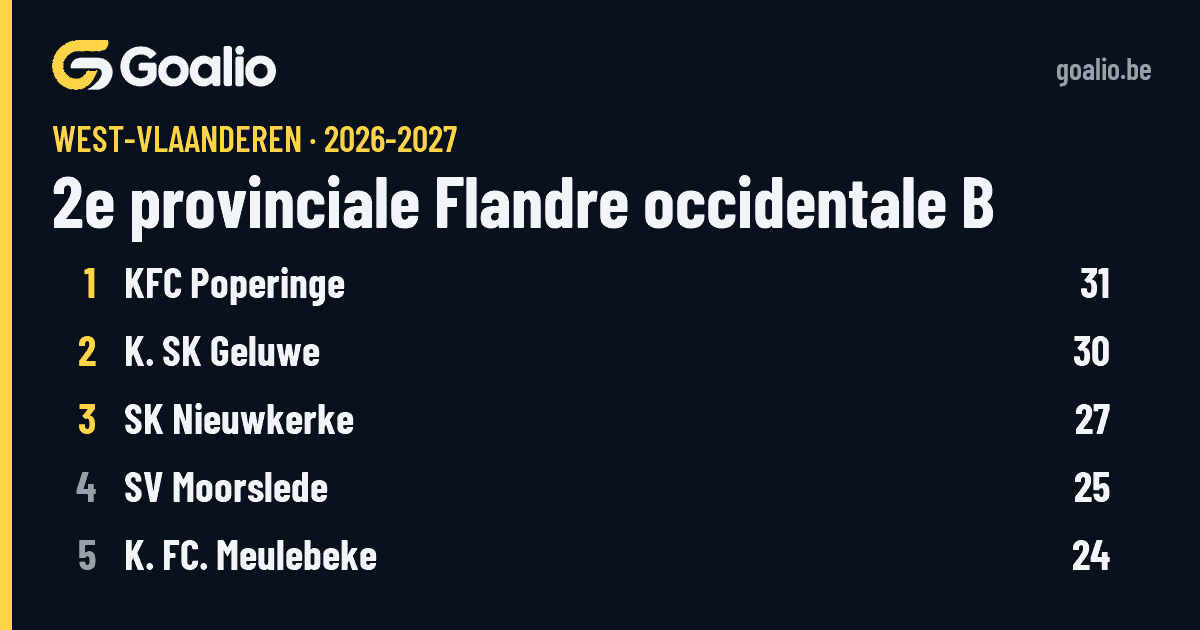 Goalio goalio.be
WEST-VLAANDEREN · 2026-2027
2e provinciale Flandre occidentale B
1 KFC Poperinge 31
2 K. SK Geluwe 30
3 SK Nieuwkerke 27
4 SV Moorslede 25
5 K. FC. Meulebeke 24